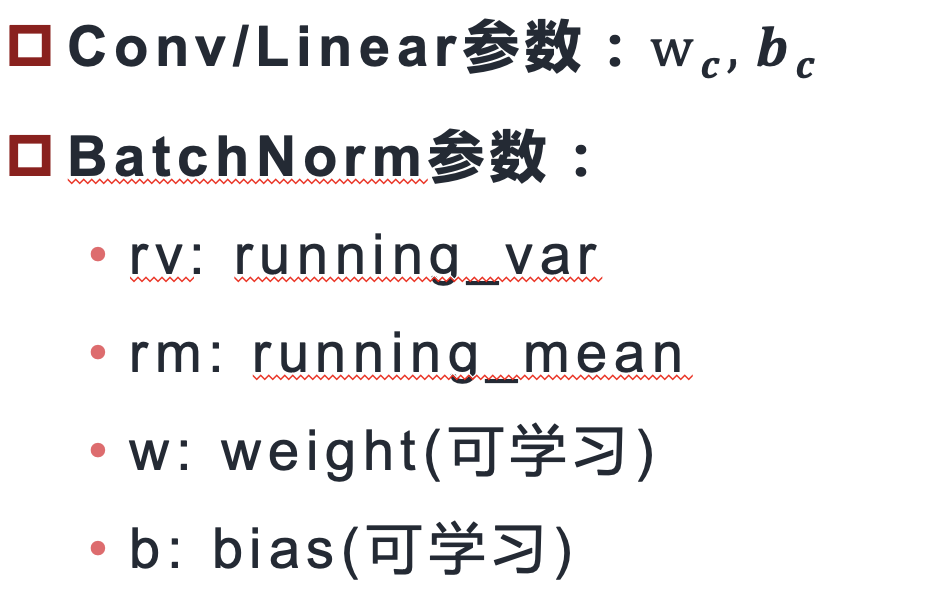 Conv/Linear参数：w_c, b_c
BatchNorm参数：
• rv: running_var
• rm: running_mean
• w: weight(可学习)
• b: bias(可学习)